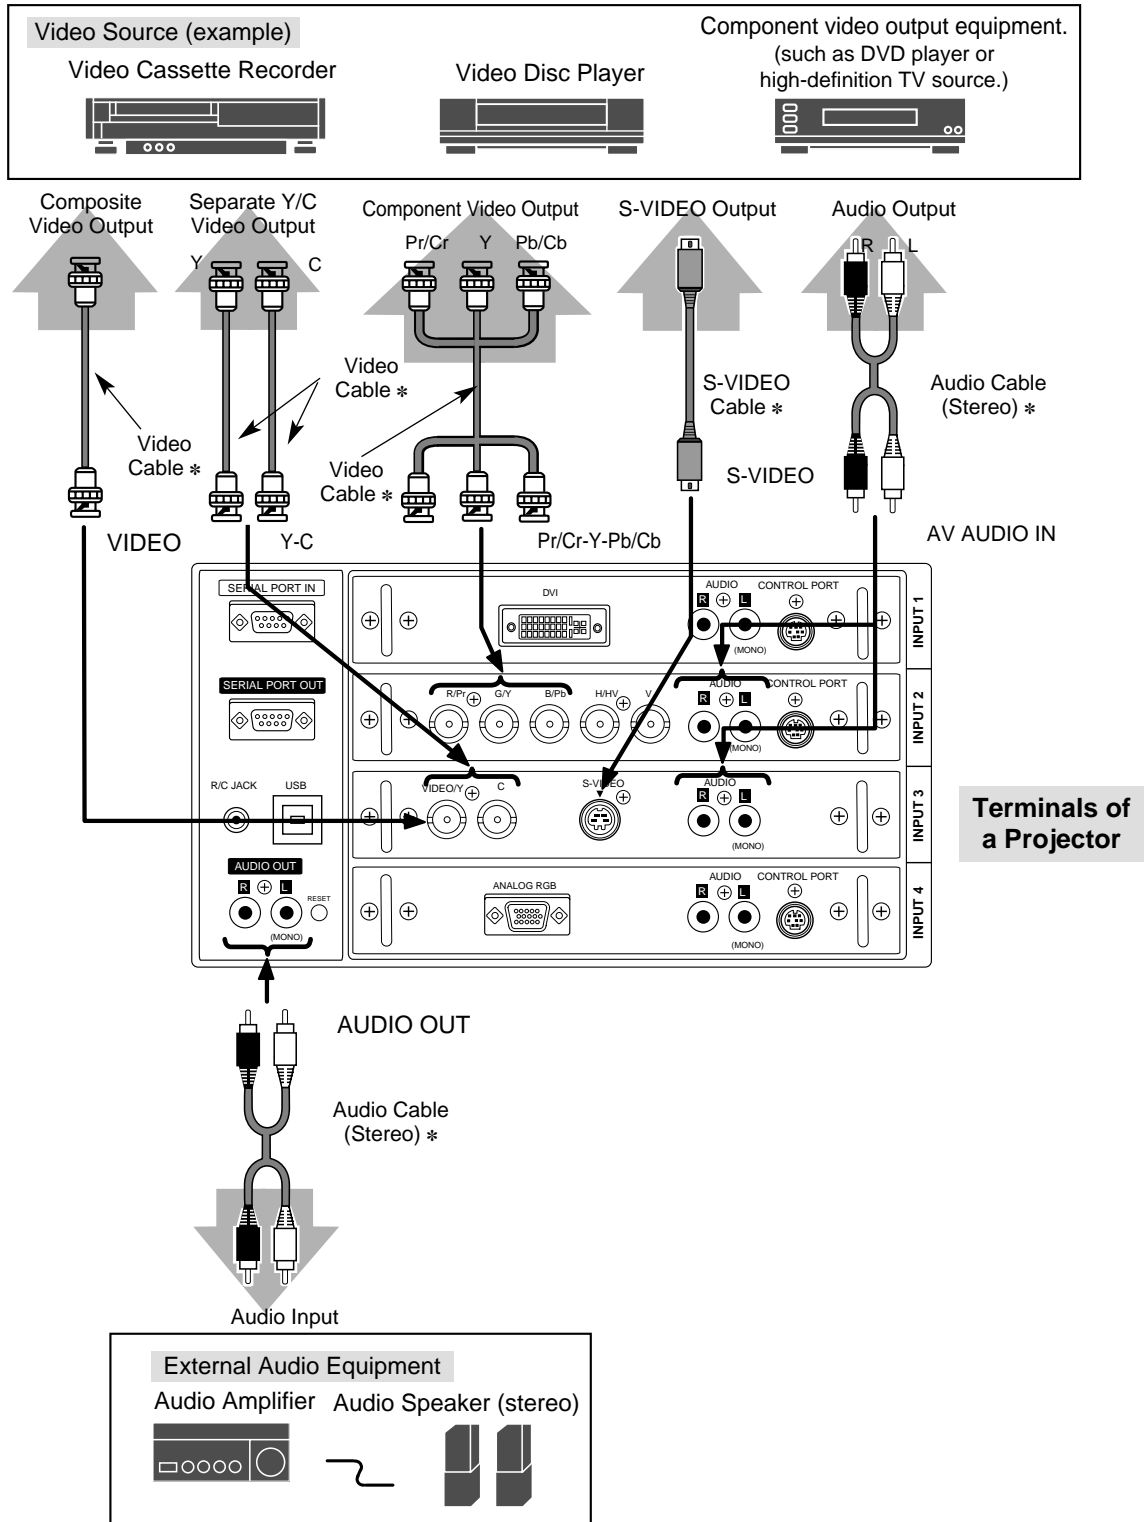 Video Source (example)
Video Cassette Recorder
Video Disc Player
Component video output equipment.
(such as DVD player or
high-definition TV source.)
Composite
Video Output
Separate Y/C
Video Output
Y
C
Component Video Output
Pr/Cr
Y
Pb/Cb
S-VIDEO Output
Audio Output
R
L
Video
Cable *
Video
Cable *
Video
Cable *
S-VIDEO
Cable *
Audio Cable
(Stereo) *
VIDEO
Y-C
Pr/Cr-Y-Pb/Cb
S-VIDEO
AV AUDIO IN
SERIAL PORT IN
SERIAL PORT OUT
R/C JACK
USB
AUDIO OUT
R
L
RESET
(MONO)
DVI
AUDIO
R
L
(MONO)
CONTROL PORT
INPUT 1
R/Pr
G/Y
B/Pb
H/HV
V
AUDIO
R
L
(MONO)
CONTROL PORT
INPUT 2
VIDEO/Y
C
S-VIDEO
AUDIO
R
L
(MONO)
INPUT 3
ANALOG RGB
AUDIO
R
L
(MONO)
CONTROL PORT
INPUT 4
Terminals of
a Projector
AUDIO OUT
Audio Cable
(Stereo) *
Audio Input
External Audio Equipment
Audio Amplifier
Audio Speaker (stereo)